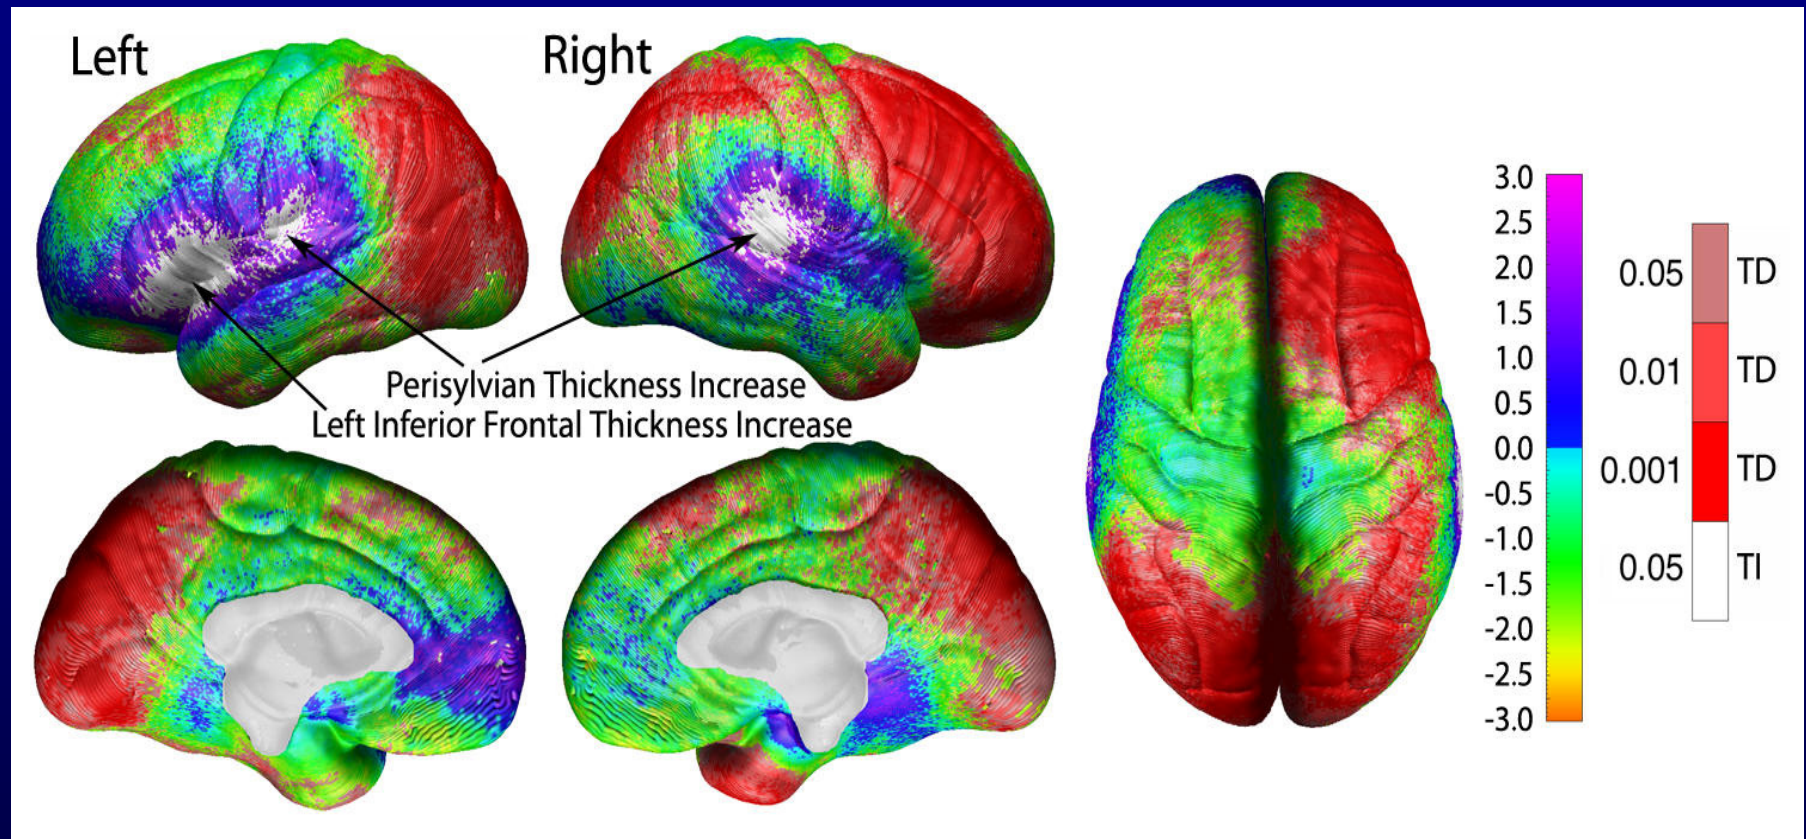 Left
Right
Perisylvian Thickness Increase
Left Inferior Frontal Thickness Increase
3.0
2.5
2.0
1.5
1.0
0.5
0.0
-0.5
-1.0
-1.5
-2.0
-2.5
-3.0
0.05 TD
0.01 TD
0.001 TD
0.05 TI